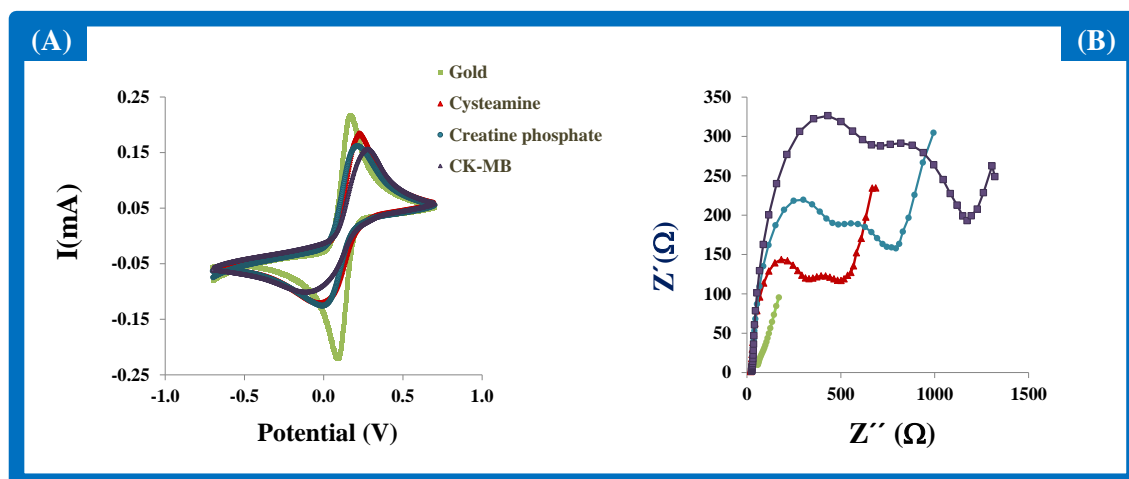 (A)
Gold
Cysteamine
Creatine phosphate
CK-MB
0.25
0.15
0.05
-0.05
-0.15
-0.25
I(mA)
-1.0 -0.5 0.0 0.5 1.0
Potential (V)
(B)
350
300
250
200
150
100
50
0
Z′(Ω)
0 500 1000 1500
Z´´ (Ω)